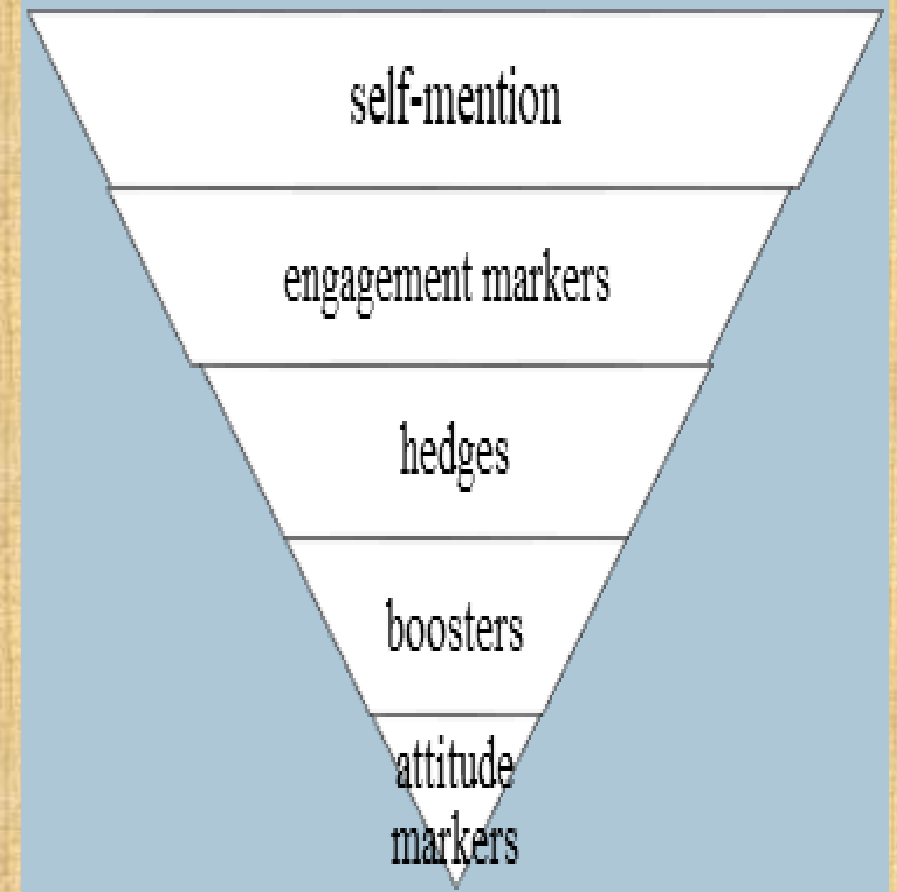 self-mention
engagement markers
hedges
boosters
attitude
markers